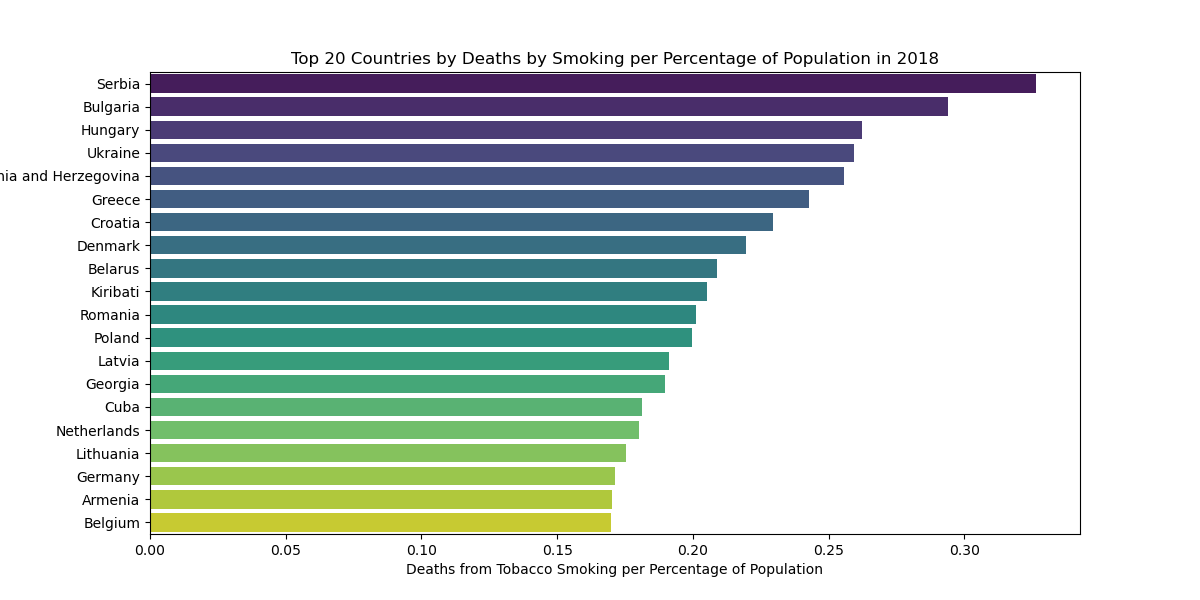 Top 20 Countries by Deaths by Smoking per Percentage of Population in 2018
Serbia
Bulgaria
Hungary
Ukraine
nia and Herzegovina
Greece
Croatia
Denmark
Belarus
Kiribati
Romania
Poland
Latvia
Georgia
Cuba
Netherlands
Lithuania
Germany
Armenia
Belgium
0.00 0.05 0.10 0.15 0.20 0.25 0.30
Deaths from Tobacco Smoking per Percentage of Population